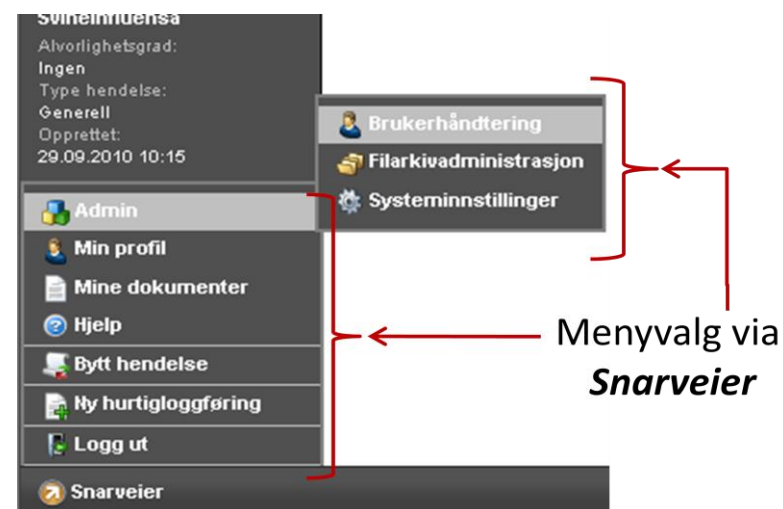 Svineinfluensa
Alvorlighetsgrad:
Ingen
Type hendelse:
Generell
Opprettet:
29.09.2010 10:15
Brukerhåndtering
Filarkivadministrasjon
Systeminnstillinger
Admin
Min profil
Mine dokumenter
Hjelp
Bytt hendelse
Ny hurtigloggføring
Logg ut
Snarveier
Menyvalg via
Snarveier